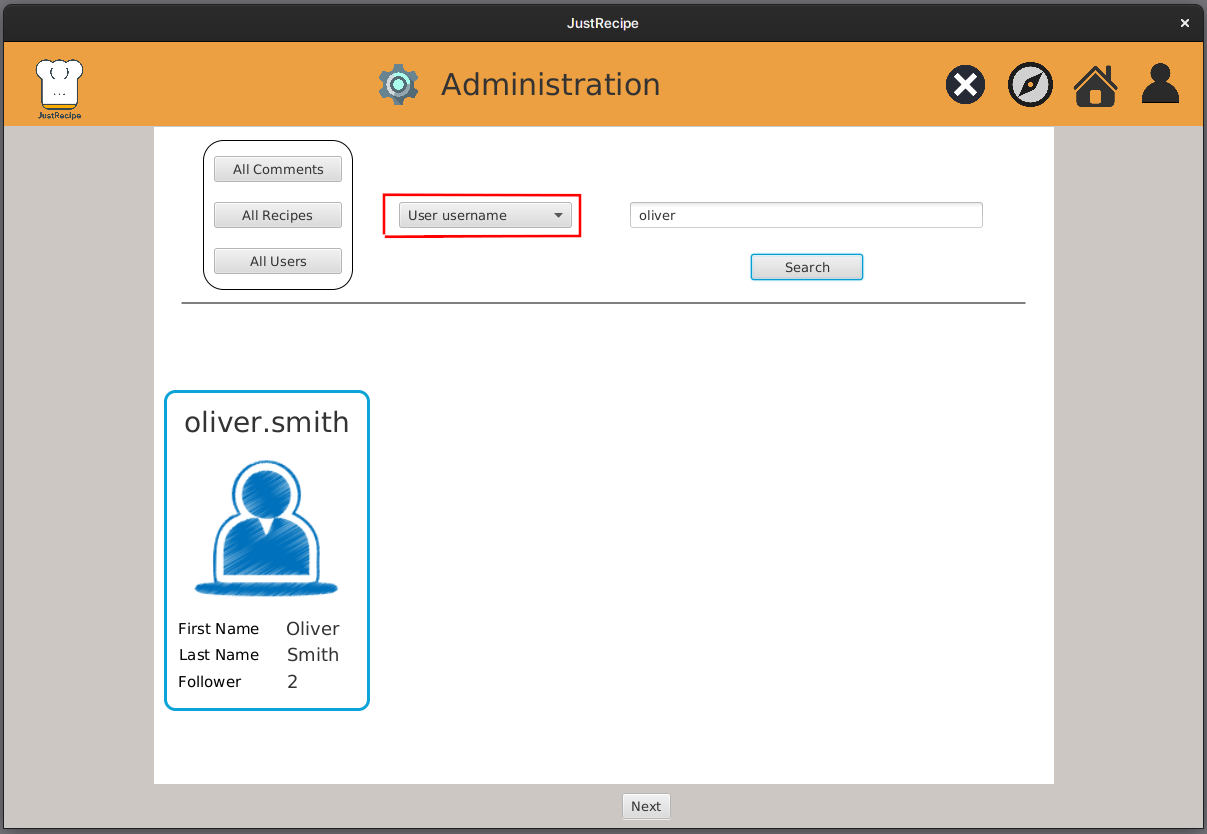 JustRecipe
{ }
...
JustRecipe
Administration
All Comments
All Recipes
All Users
User username
oliver
Search
oliver.smith
First Name Oliver
Last Name Smith
Follower 2
Next